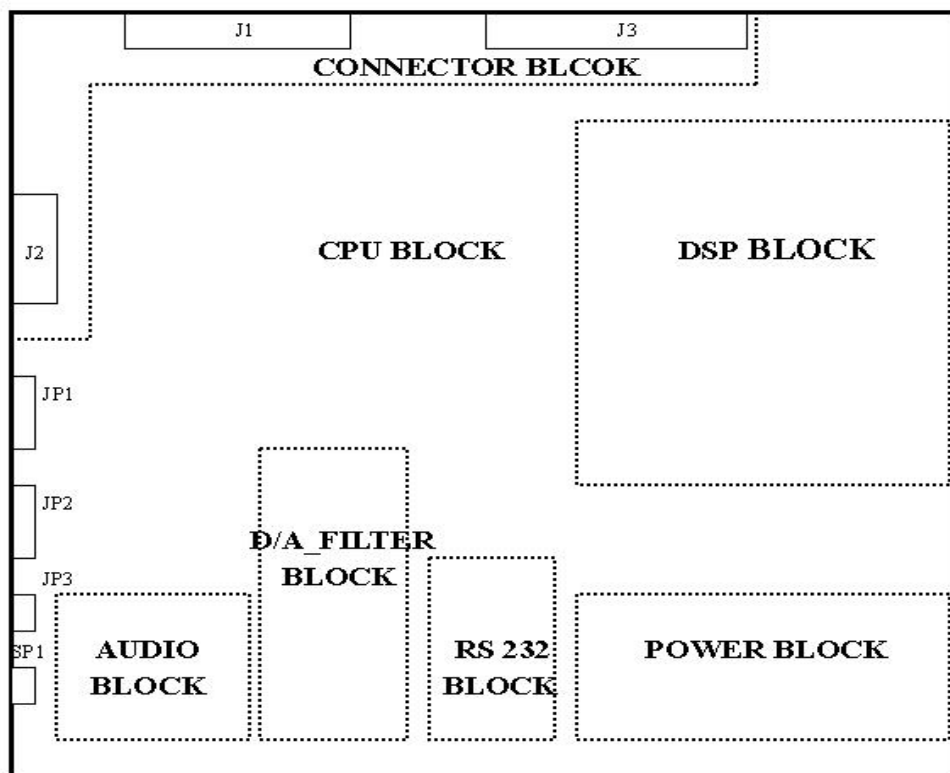 J1
J3
CONNECTOR BLCOK
J2
CPU BLOCK
DSP BLOCK
JP1
JP2
D/A_FILTER
BLOCK
JP3
SP1
AUDIO
BLOCK
RS 232
BLOCK
POWER BLOCK